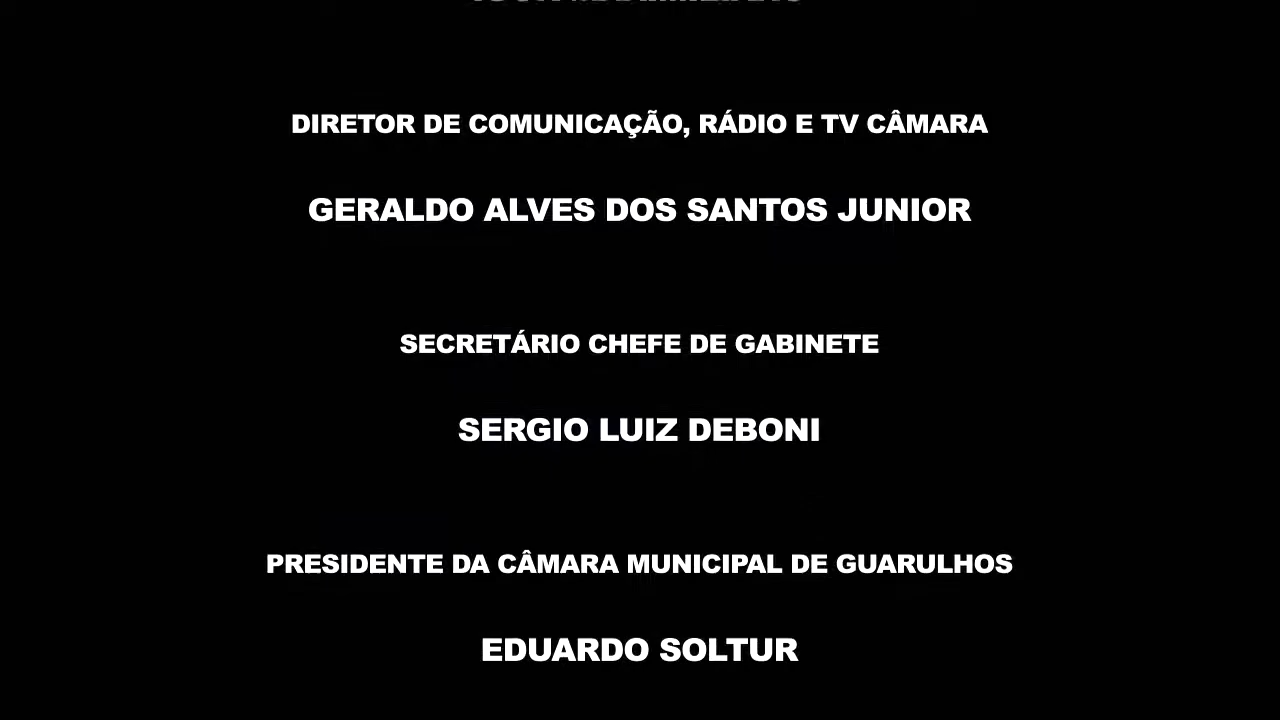 DIRETOR DE COMUNICAÇÃO, RÁDIO E TV CÂMARA
GERALDO ALVES DOS SANTOS JUNIOR
SECRETÁRIO CHEFE DE GABINETE
SERGIO LUIZ DEBONI
PRESIDENTE DA CÂMARA MUNICIPAL DE GUARULHOS
EDUARDO SOLTUR